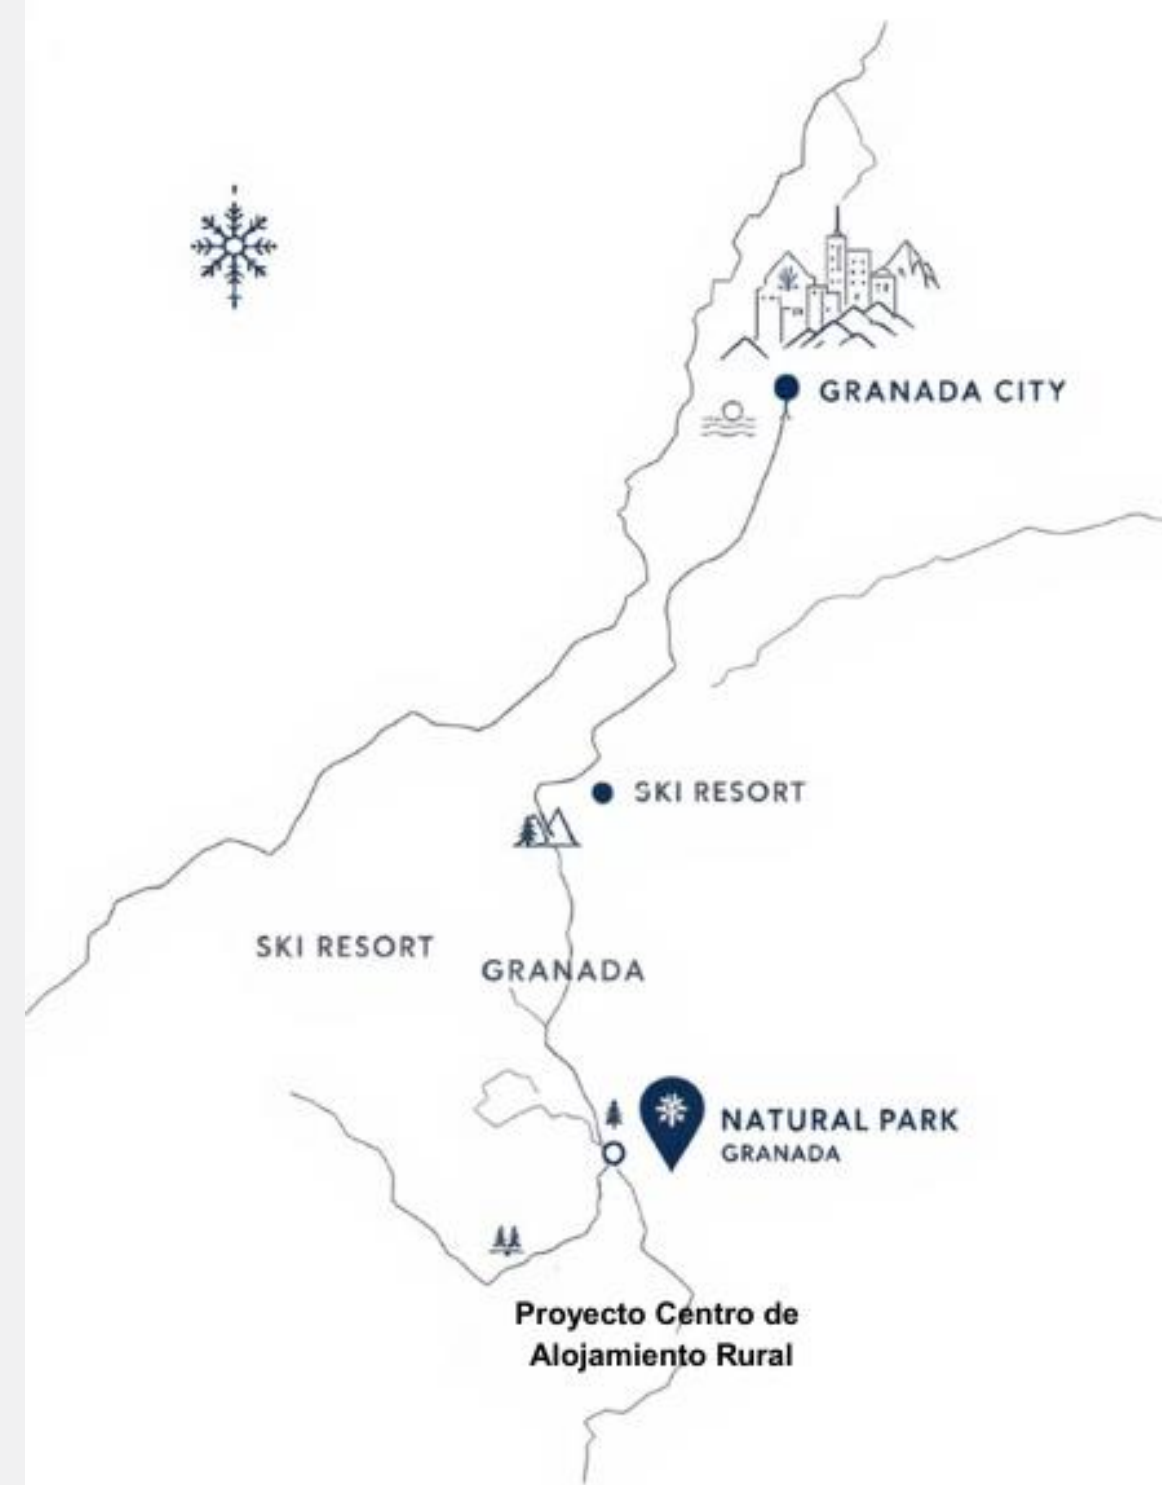 GRANADA CITY
SKI RESORT
SKI RESORT
GRANADA
NATURAL PARK
GRANADA
Proyecto Centro de
Alojamiento Rural